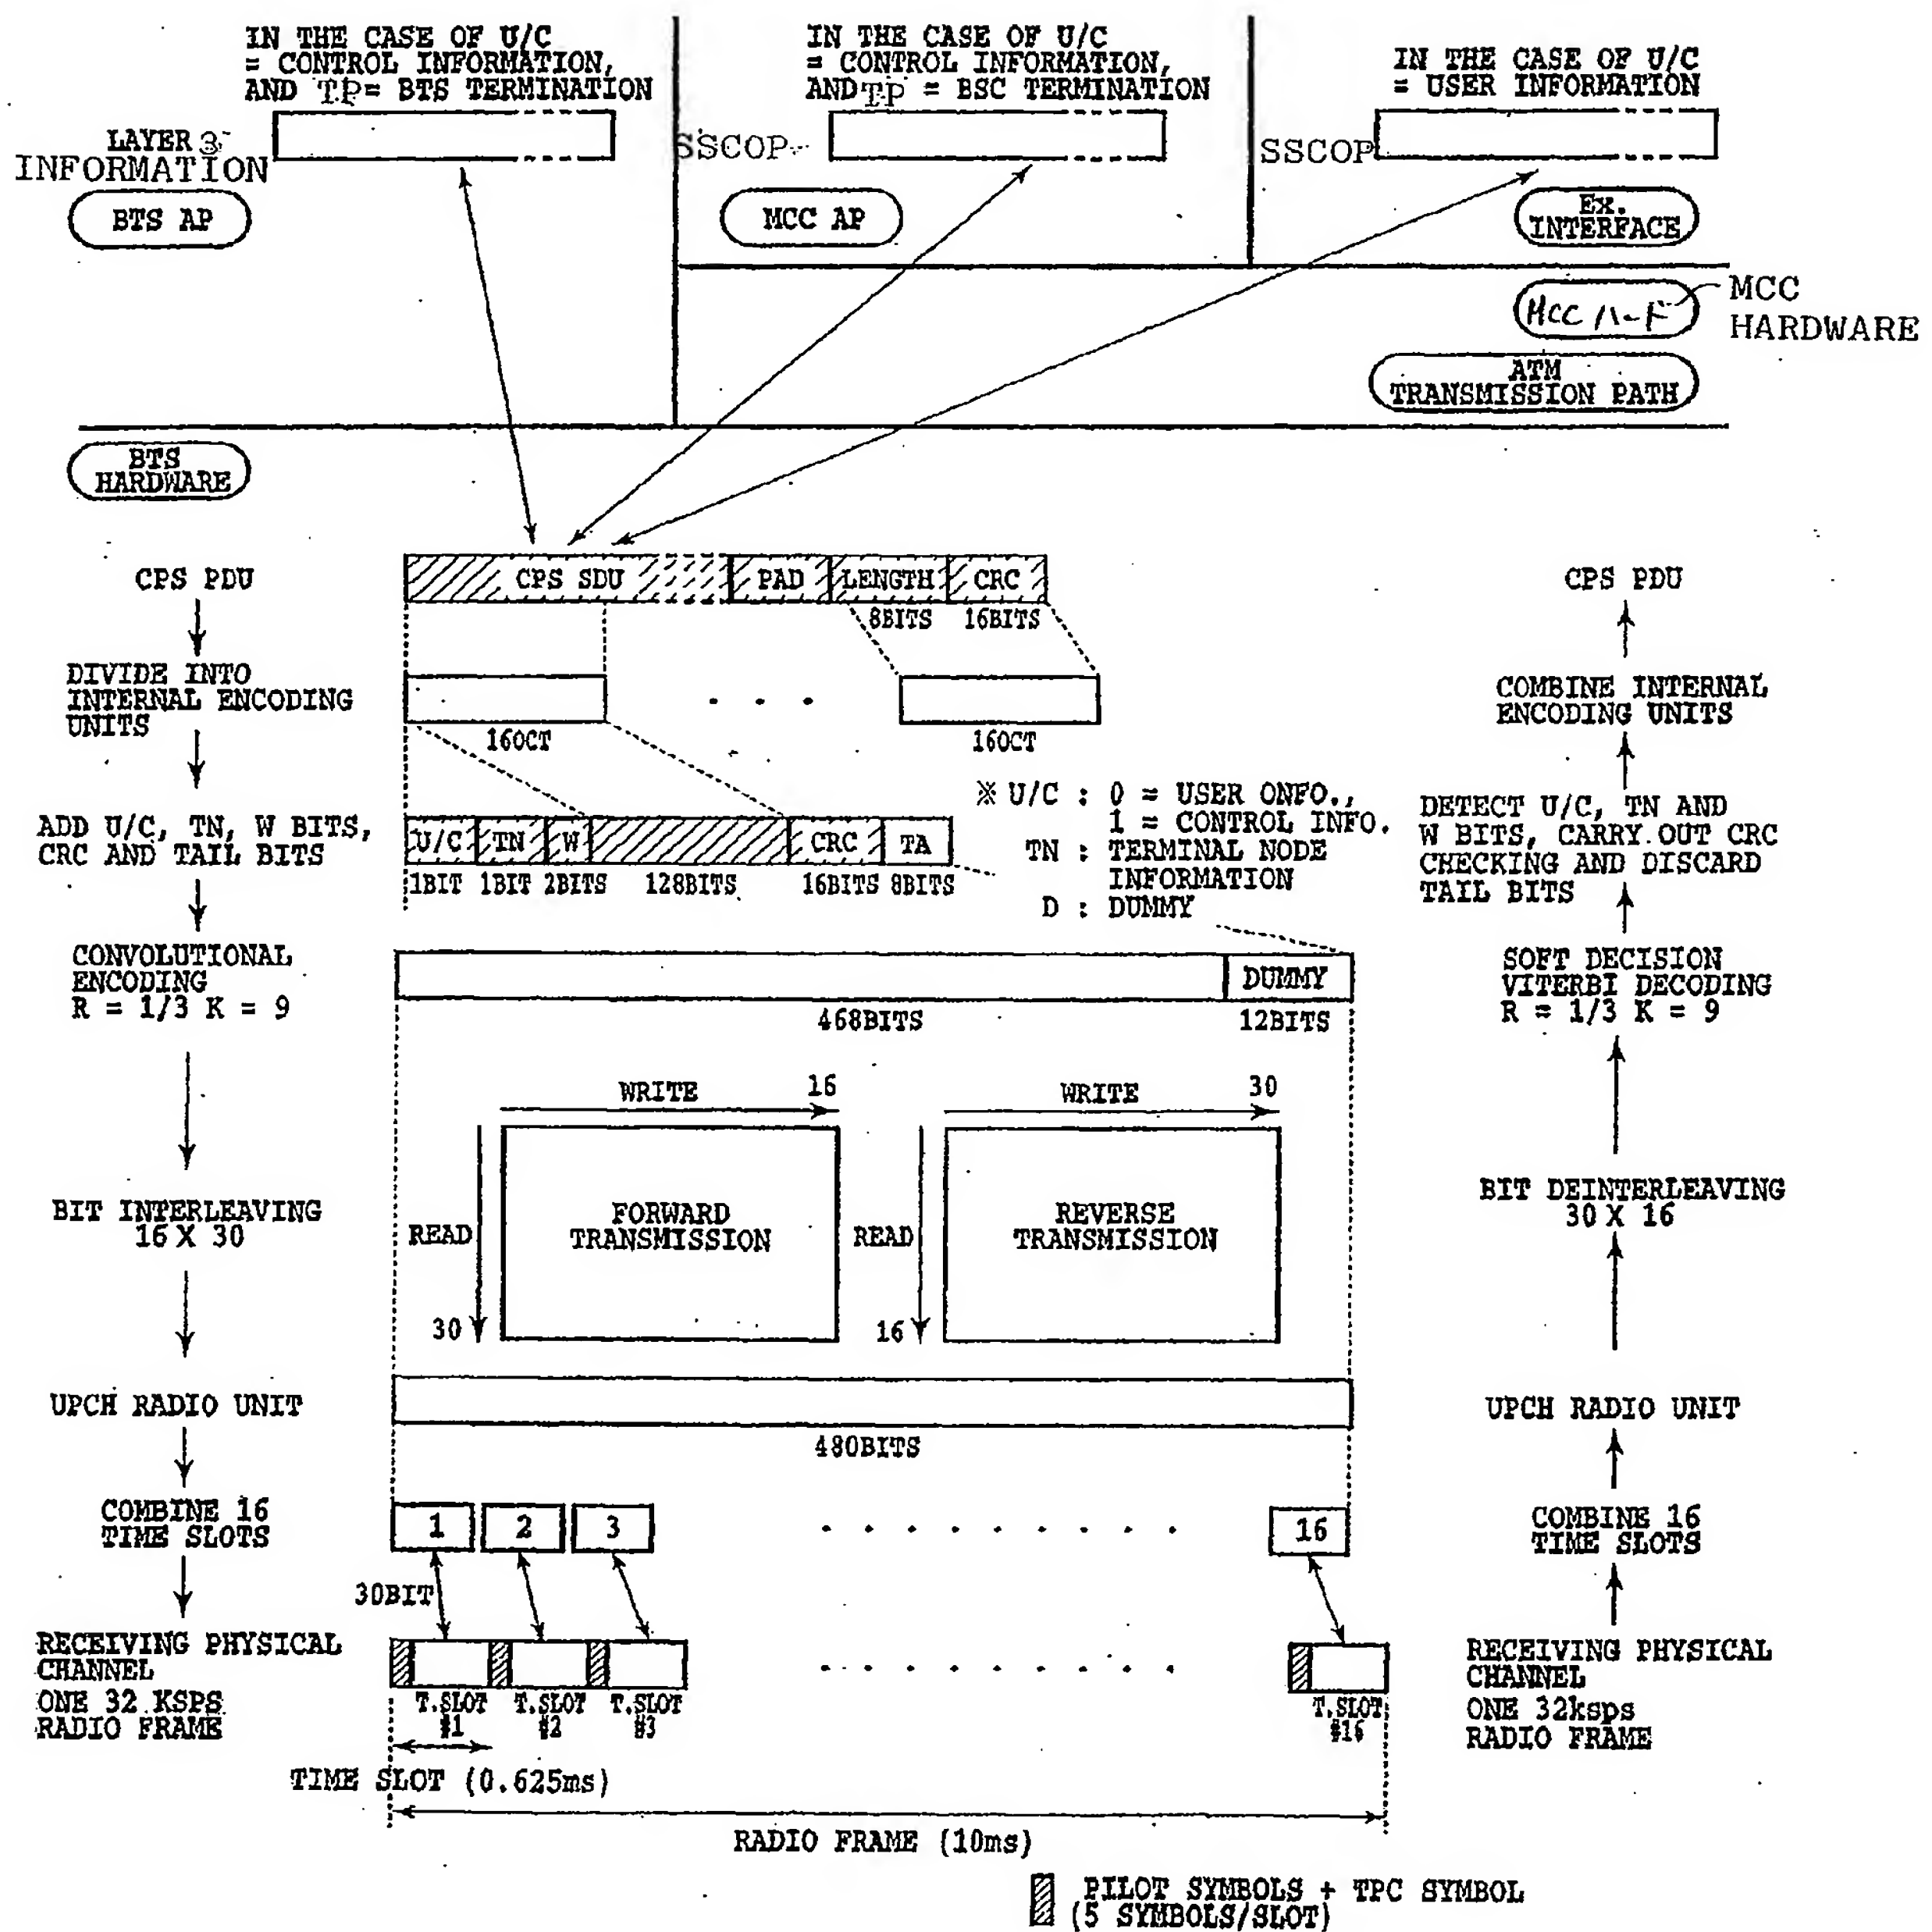 IN THE CASE OF U/C
= CONTROL INFORMATION,
AND TP= BTS TERMINATION
IN THE CASE OF U/C
= CONTROL INFORMATION,
AND TP = BSC TERMINATION
IN THE CASE OF U/C
= USER INFORMATION
LAYER 3
INFORMATION
SSCOP
SSCOP
BTS AP
MCC AP
Ex.
INTERFACE
MCC ハード
MCC
HARDWARE
ATM
TRANSMISSION PATH
BTS
HARDWARE
CPS PDU
CPS SDU
PAD
LENGTH
CRC
CPS PDU
8BITS
16BITS
DIVIDE INTO
INTERNAL ENCODING
UNITS
. . .
16OCT
16OCT
COMBINE INTERNAL
ENCODING UNITS
ADD U/C, TN, W BITS,
CRC AND TAIL BITS
U/C
TN
W
CRC
TA
1BIT
1BIT
2BITS
128BITS
16BITS
8BITS
※ U/C : 0 = USER ONFO.,
1 = CONTROL INFO.
TN : TERMINAL NODE
INFORMATION
D : DUMMY
DETECT U/C, TN AND
W BITS, CARRY OUT CRC
CHECKING AND DISCARD
TAIL BITS
CONVOLUTIONAL
ENCODING
R = 1/3 K = 9
DUMMY
468BITS
12BITS
SOFT DECISION
VITERBI DECODING
R = 1/3 K = 9
WRITE
16
WRITE
30
BIT INTERLEAVING
16 X 30
READ
FORWARD
TRANSMISSION
30
READ
REVERSE
TRANSMISSION
16
BIT DEINTERLEAVING
30 X 16
UPCH RADIO UNIT
480BITS
UPCH RADIO UNIT
COMBINE 16
TIME SLOTS
1
2
3
. . . . . . . . .
16
COMBINE 16
TIME SLOTS
30BIT
RECEIVING PHYSICAL
CHANNEL
ONE 32 KSPS
RADIO FRAME
. . . . . . . . .
T.SLOT
#1
T.SLOT
#2
T.SLOT
#3
T.SLOT
#16
RECEIVING PHYSICAL
CHANNEL
ONE 32ksps
RADIO FRAME
TIME SLOT (0.625ms)
RADIO FRAME (10ms)
PILOT SYMBOLS + TPC SYMBOL
(5 SYMBOLS/SLOT)